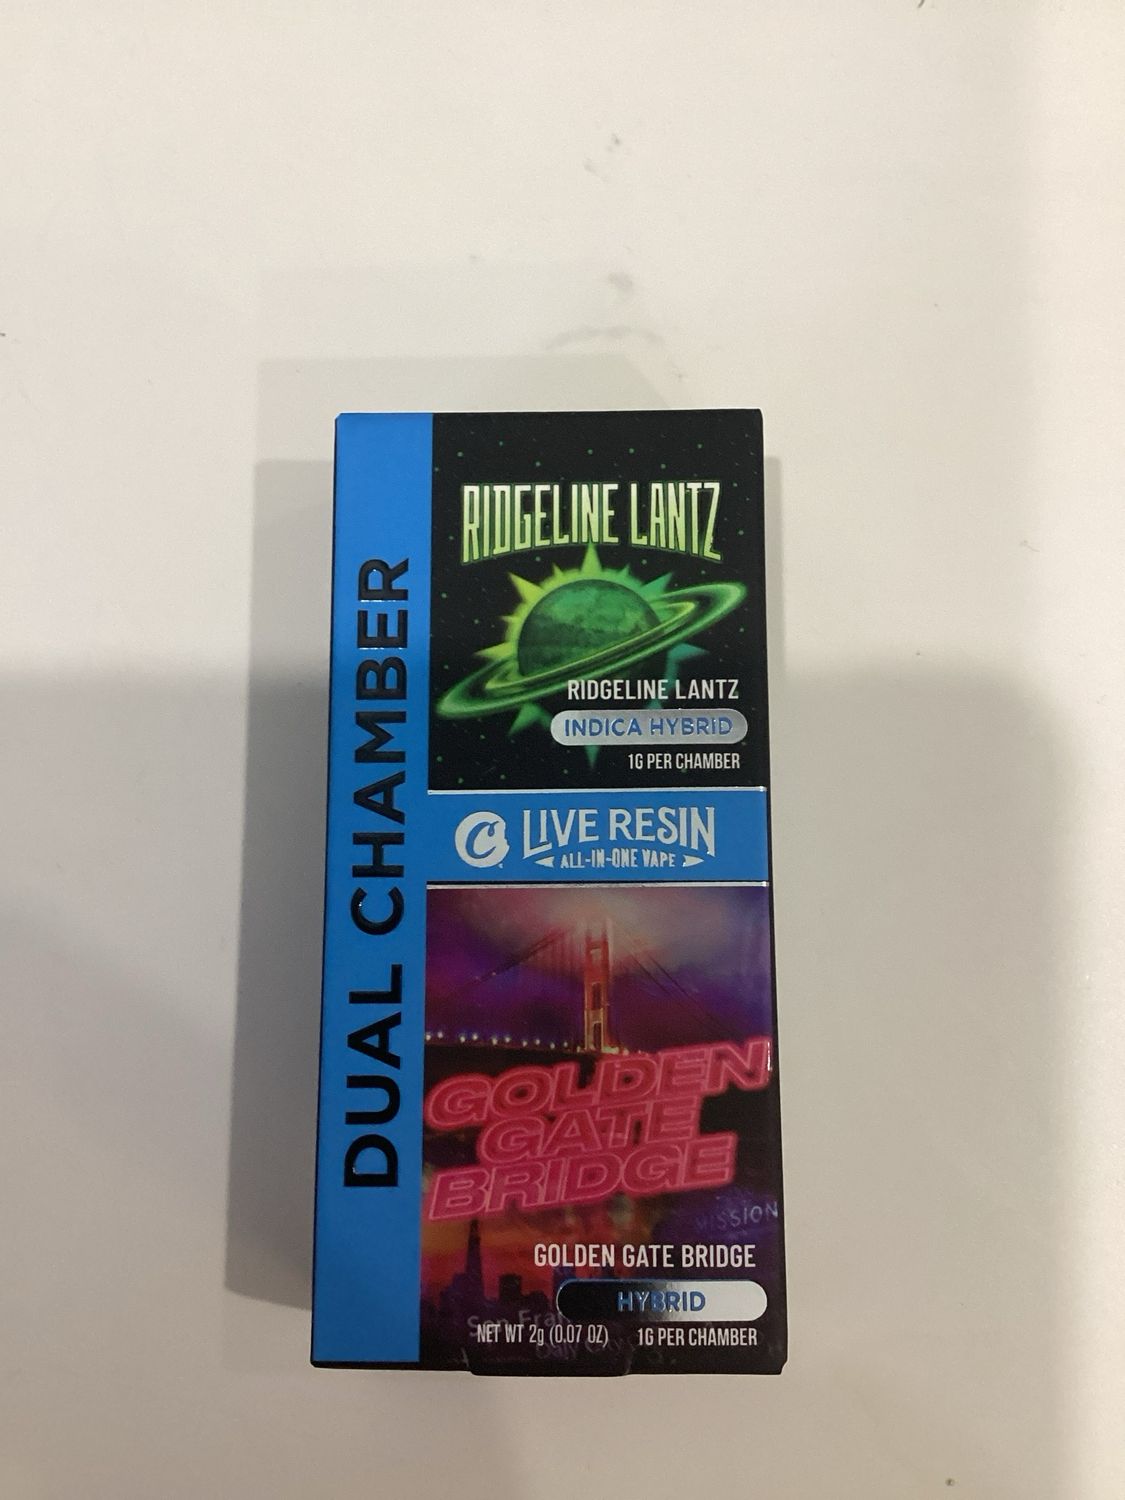 DUAL CHAMBER
RIDGELINE LANTZ
RIDGELINE LANTZ
INDICA HYBRID
1G PER CHAMBER
C LIVE RESIN
ALL-IN-ONE VAPE
GOLDEN
GATE
BRIDGE
MISSION
GOLDEN GATE BRIDGE
HYBRID
NET WT 2g (0.07 OZ) 1G PER CHAMBER